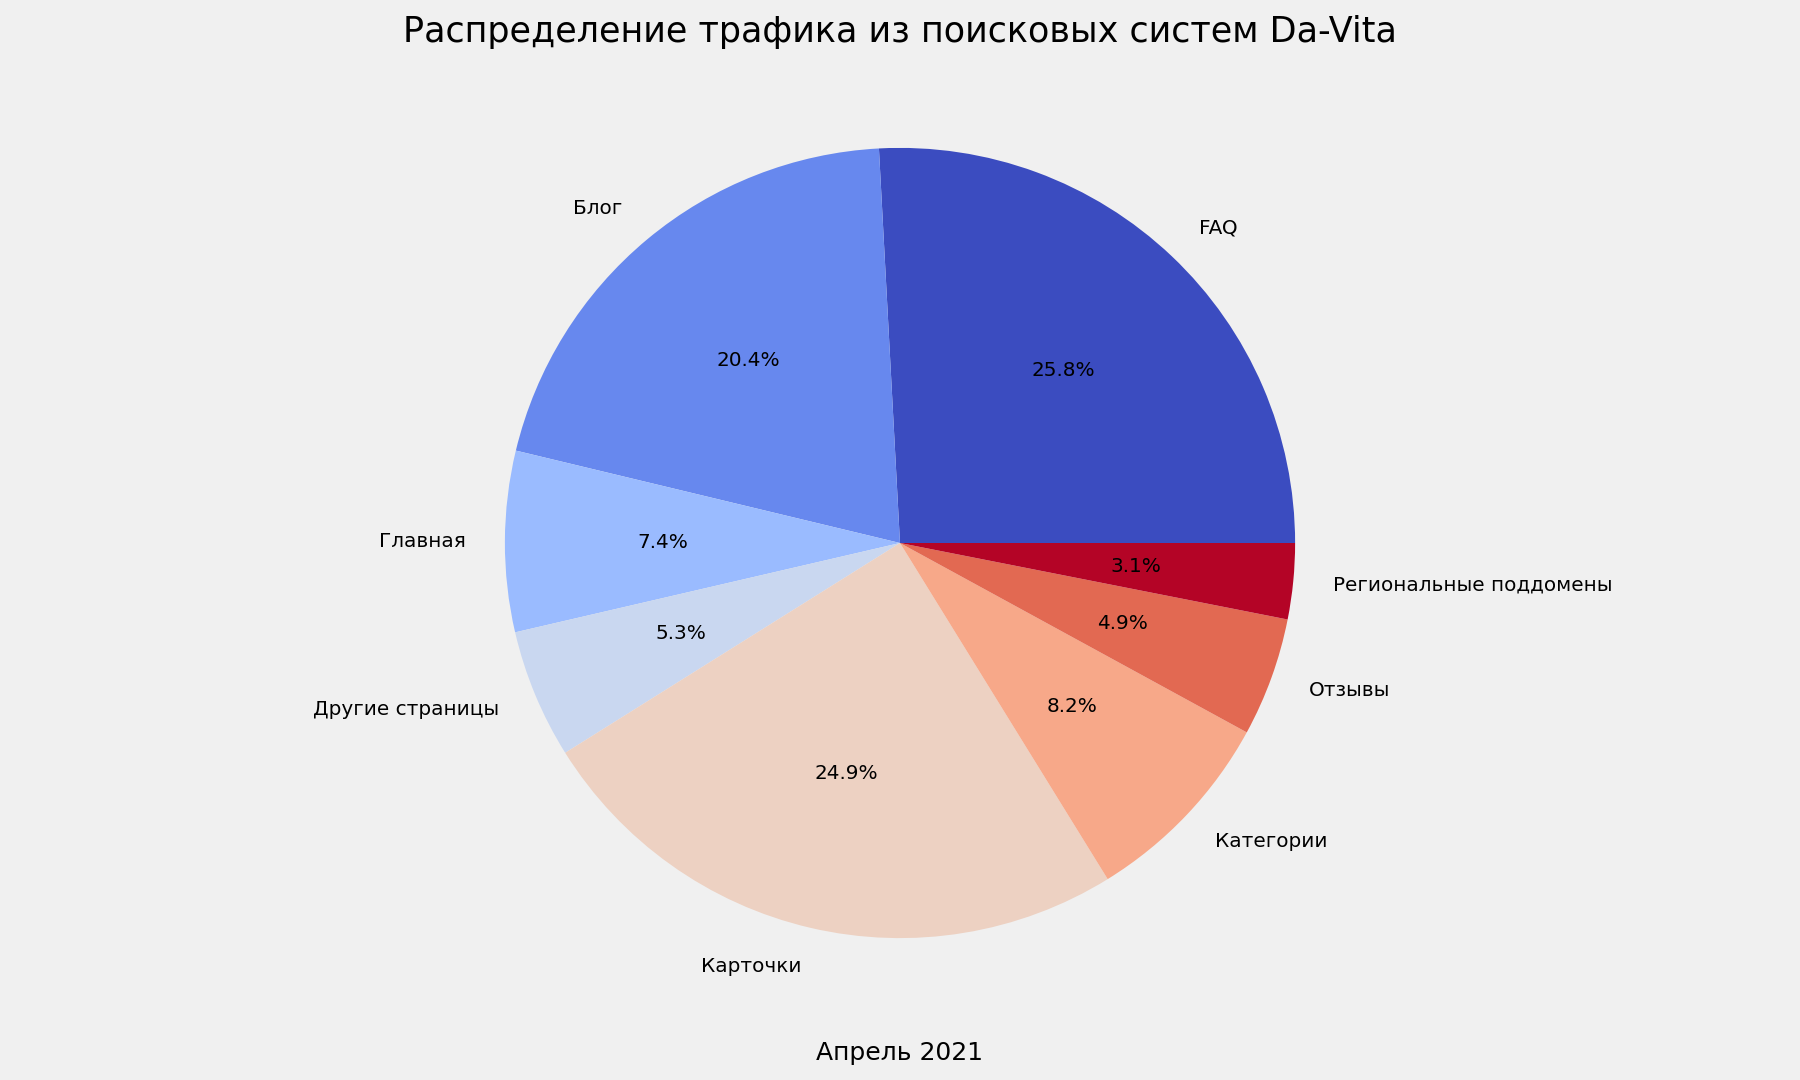 Распределение трафика из поисковых систем Da-Vita
Блог
FAQ
20.4%
25.8%
Главная
7.4%
3.1%
Региональные поддомены
5.3%
4.9%
Другие страницы
Отзывы
8.2%
24.9%
Категории
Карточки
Апрель 2021